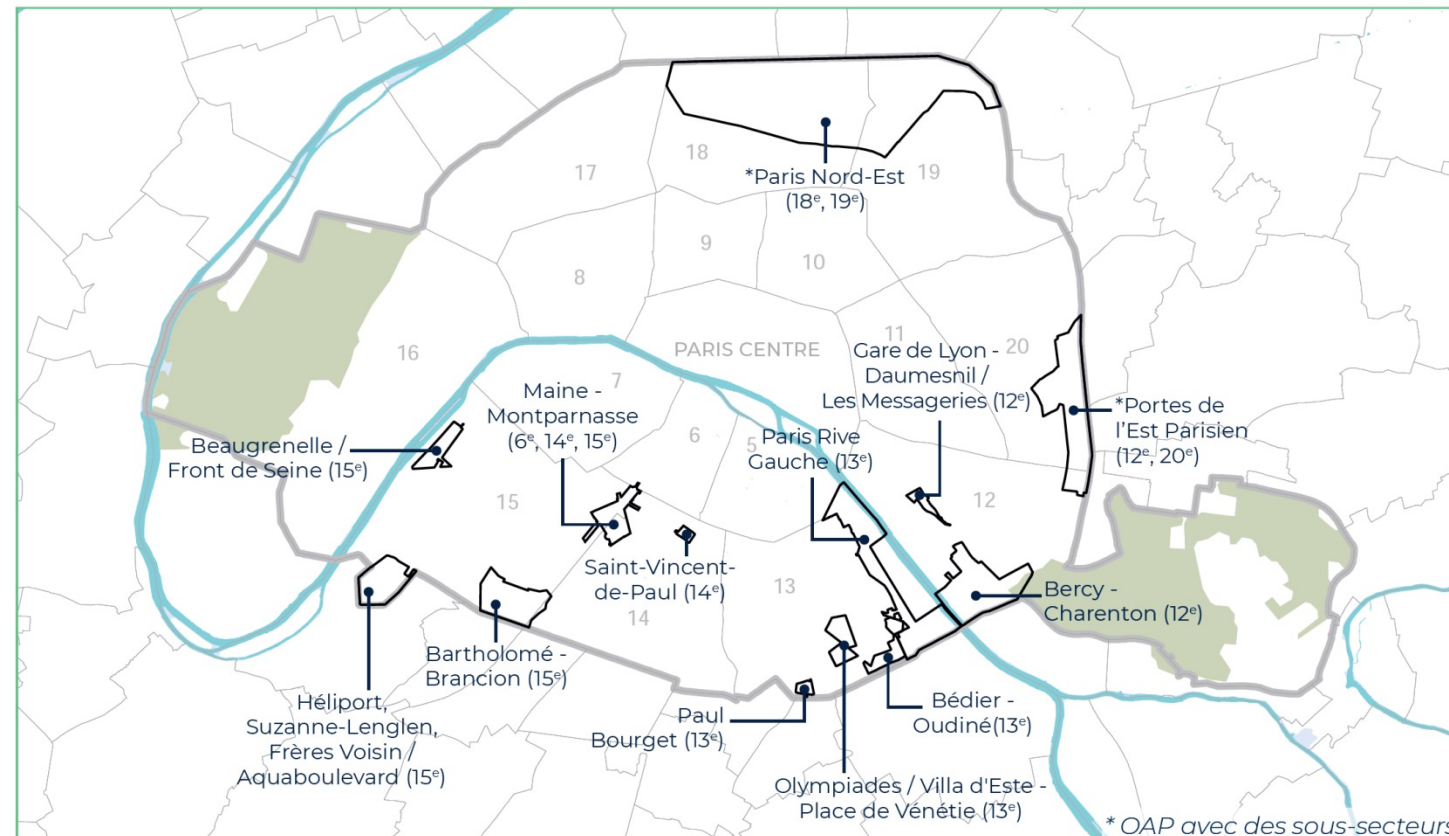 18
17
19
*Paris Nord-Est
(18ᵉ, 19ᵉ)
9
10
8
16
PARIS CENTRE
11
20
7
6
5
Gare de Lyon -
Daumesnil /
Les Messageries (12ᵉ)
Maine -
Montparnasse
(6ᵉ, 14ᵉ, 15ᵉ)
*Portes de
l'Est Parisien
(12ᵉ, 20ᵉ)
Beaugrenelle /
Front de Seine (15ᵉ)
Paris Rive
Gauche (13ᵉ)
15
12
Saint-Vincent-
de-Paul (14ᵉ)
13
14
Bercy -
Charenton (12ᵉ)
Bartholomé -
Brancion (15ᵉ)
Héliport,
Suzanne-Lenglen,
Frères Voisin /
Aquaboulevard (15ᵉ)
Paul
Bourget (13ᵉ)
Bédier -
Oudiné(13ᵉ)
Olympiades / Villa d'Este -
Place de Vénétie (13ᵉ)
* OAP avec des sous-secteurs